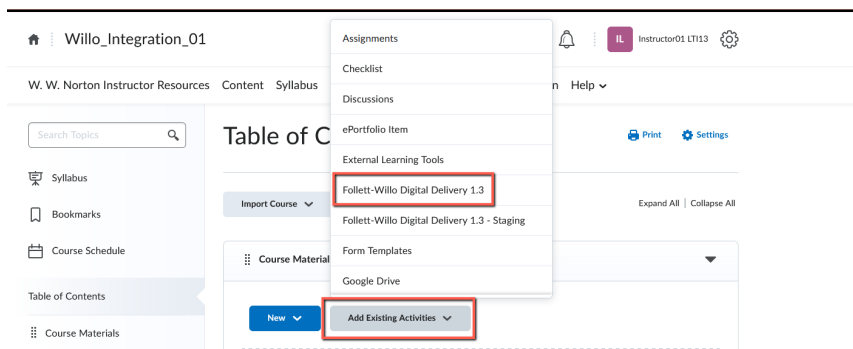 Willo_Integration_01
IL Instructor01 LTI13
W. W. Norton Instructor Resources Content Syllabus n Help
Assignments
Checklist
Discussions
ePortfolio Item
External Learning Tools
Follett-Willo Digital Delivery 1.3
Follett-Willo Digital Delivery 1.3 - Staging
Form Templates
Google Drive
Search Topics
Syllabus
Bookmarks
Course Schedule
Table of Contents
Course Materials
Table of C
Print Settings
Import Course
Expand All | Collapse All
Course Material
New Add Existing Activities